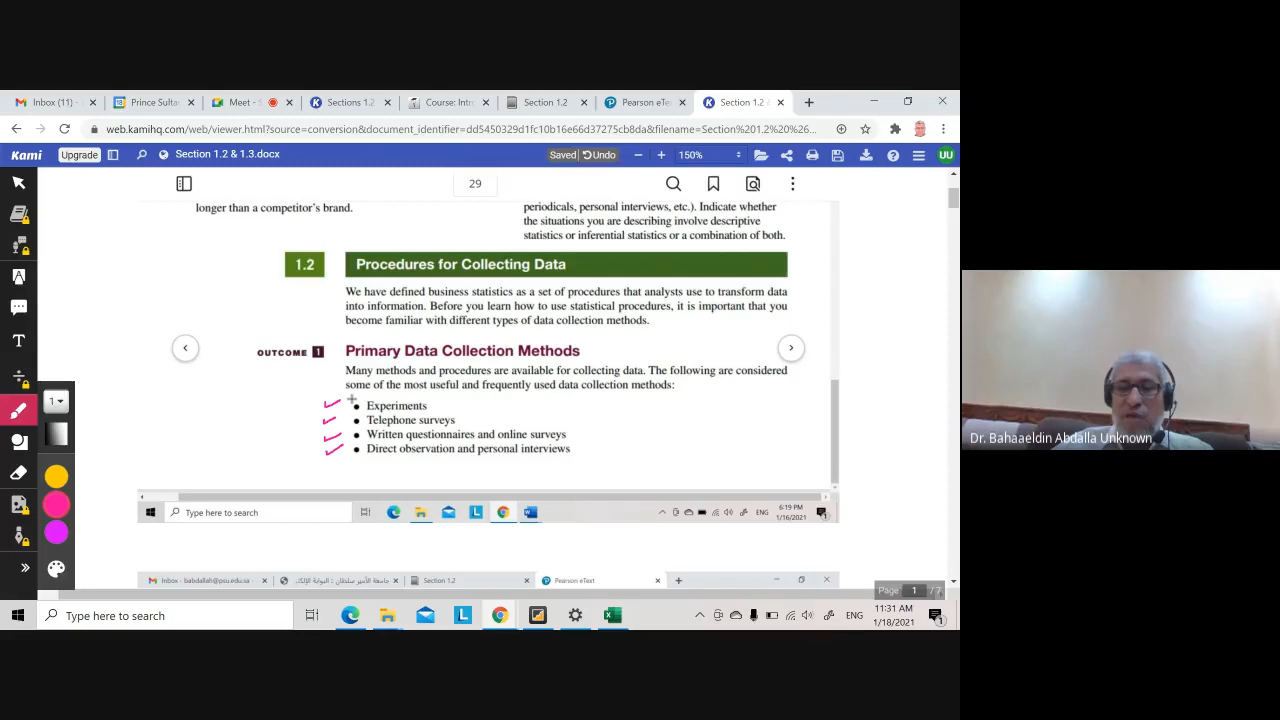 Inbox (11) -
Prince Sulta
Meet - S
Sections 1.2
Course: Intr
Section 1.2
Pearson eTe
Section 1.2 &
web.kamihq.com/web/viewer.html?source=conversion&document_identifier=dd5450329d1fc10b16e66d37275cb8da&filename=Section%201.2%20%26...
Kami
Upgrade
Section 1.2 & 1.3.docx
Saved
Undo
150%
UU
29
longer than a competitor's brand.
periodicals, personal interviews, etc.). Indicate whether
the situations you are describing involve descriptive
statistics or inferential statistics or a combination of both.
1.2 Procedures for Collecting Data
We have defined business statistics as a set of procedures that analysts use to transform data
into information. Before you learn how to use statistical procedures, it is important that you
become familiar with different types of data collection methods.
OUTCOME 1 Primary Data Collection Methods
Many methods and procedures are available for collecting data. The following are considered
some of the most useful and frequently used data collection methods:
• Experiments
• Telephone surveys
• Written questionnaires and online surveys
• Direct observation and personal interviews
1
Dr. Bahaaeldin Abdalla Unknown
Type here to search
ENG
6:19 PM
1/16/2021
Inbox - babdallah@psu.edu.sa
Section 1.2
Pearson eText
Page 1 / 7
Type here to search
ENG
11:31 AM
1/18/2021